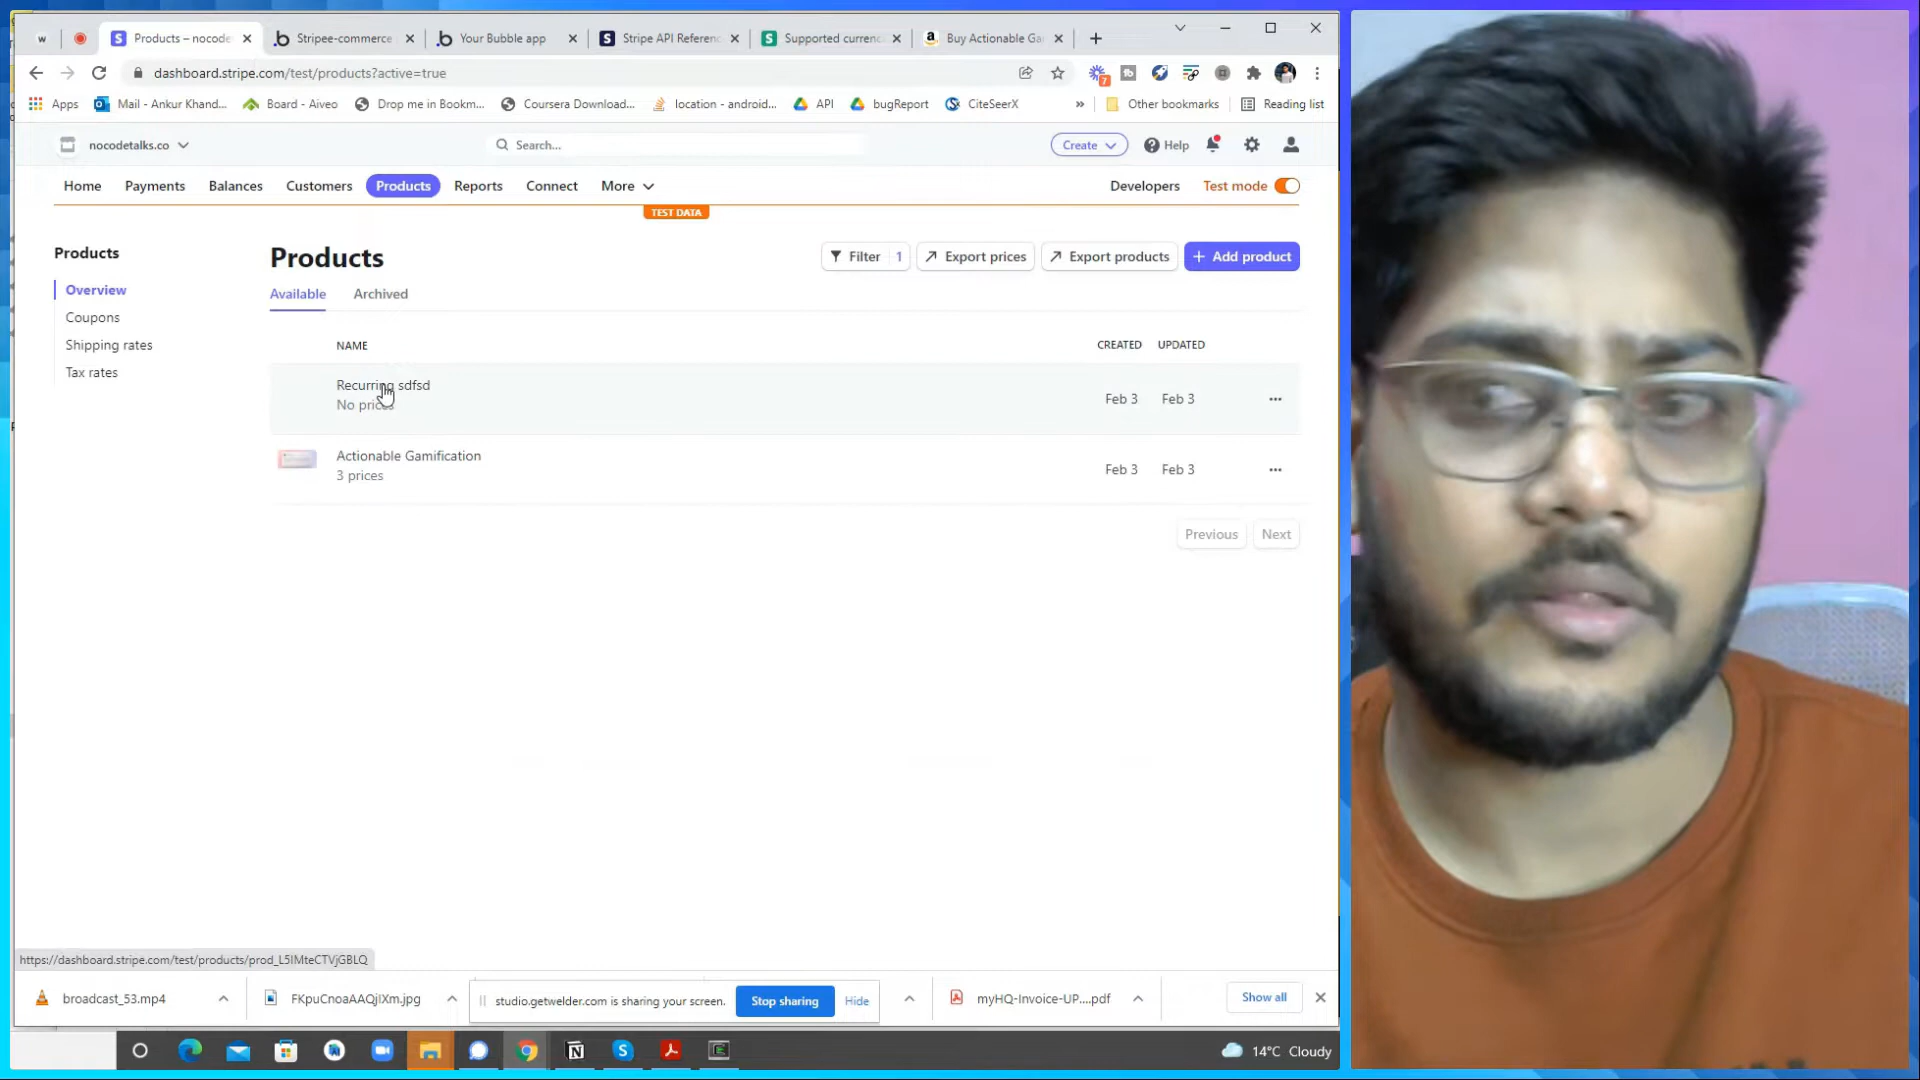 w
Products – nocode
Stripee-commerce
Your Bubble app
Stripe API Referen
Supported currenc
Buy Actionable Ga
dashboard.stripe.com/test/products?active=true
7
Apps
Mail - Ankur Khand...
Board - Aiveo
Drop me in Bookm...
Coursera Download...
location - android...
API
bugReport
CiteSeerX
»
Other bookmarks
Reading list
nocodetalks.co
Search...
Create
Help
Home
Payments
Balances
Customers
Products
Reports
Connect
More
Developers
Test mode
TEST DATA
Products
Overview
Coupons
Shipping rates
Tax rates
Products
Filter 1
Export prices
Export products
+ Add product
Available
Archived
NAME
CREATED
UPDATED
Recurring sdfsd
No prices
Feb 3
Feb 3
Actionable Gamification
3 prices
Feb 3
Feb 3
Previous
Next
https://dashboard.stripe.com/test/products/prod_L5IMteCTVjGBLQ
broadcast_53.mp4
FKpuCnoaAAQjIXm.jpg
studio.getwelder.com is sharing your screen.
Stop sharing
Hide
myHQ-Invoice-UP....pdf
Show all
14°C Cloudy